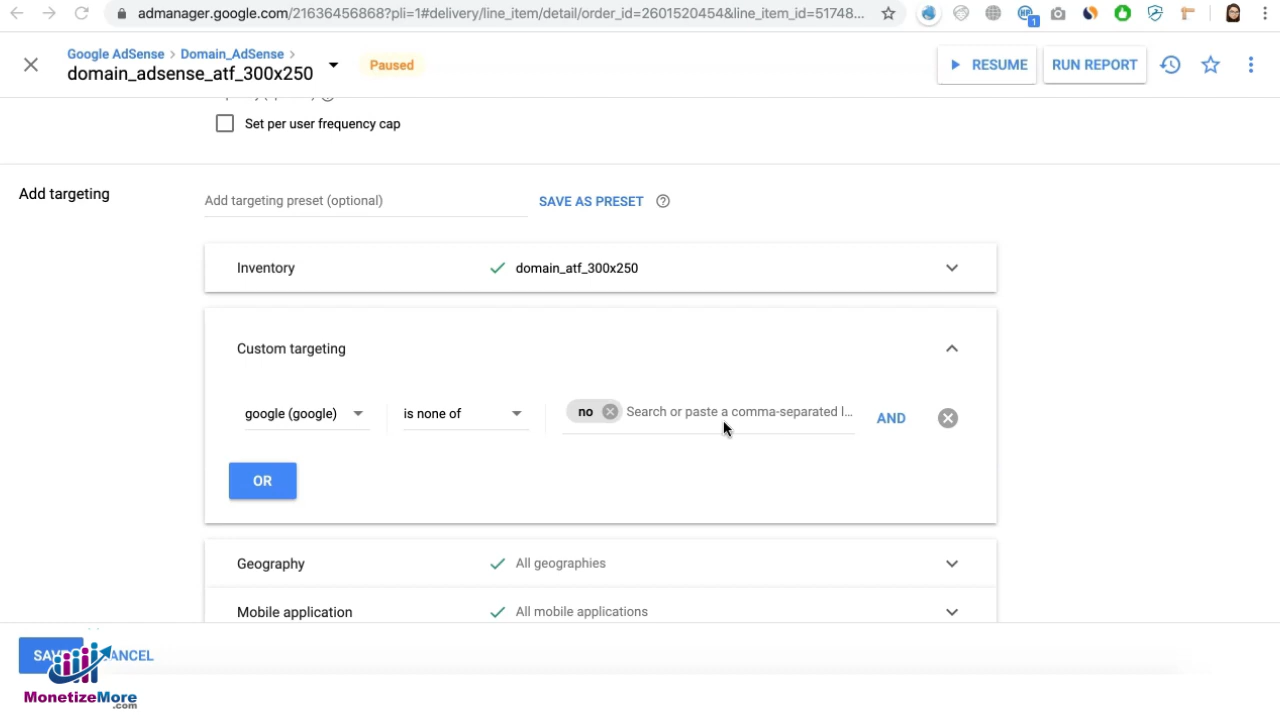 admanager.google.com/21636456868?pli=1#delivery/line_item/detail/order_id=2601520454&line_item_id=51748...
1
Google AdSense > Domain_AdSense >
domain_adsense_atf_300x250
Paused
RESUME
RUN REPORT
Set per user frequency cap
Add targeting
Add targeting preset (optional)
SAVE AS PRESET
Inventory
domain_atf_300x250
Custom targeting
google (google)
is none of
no
Search or paste a comma-separated l...
AND
OR
Geography
All geographies
Mobile application
All mobile applications
MonetizeMore
.com